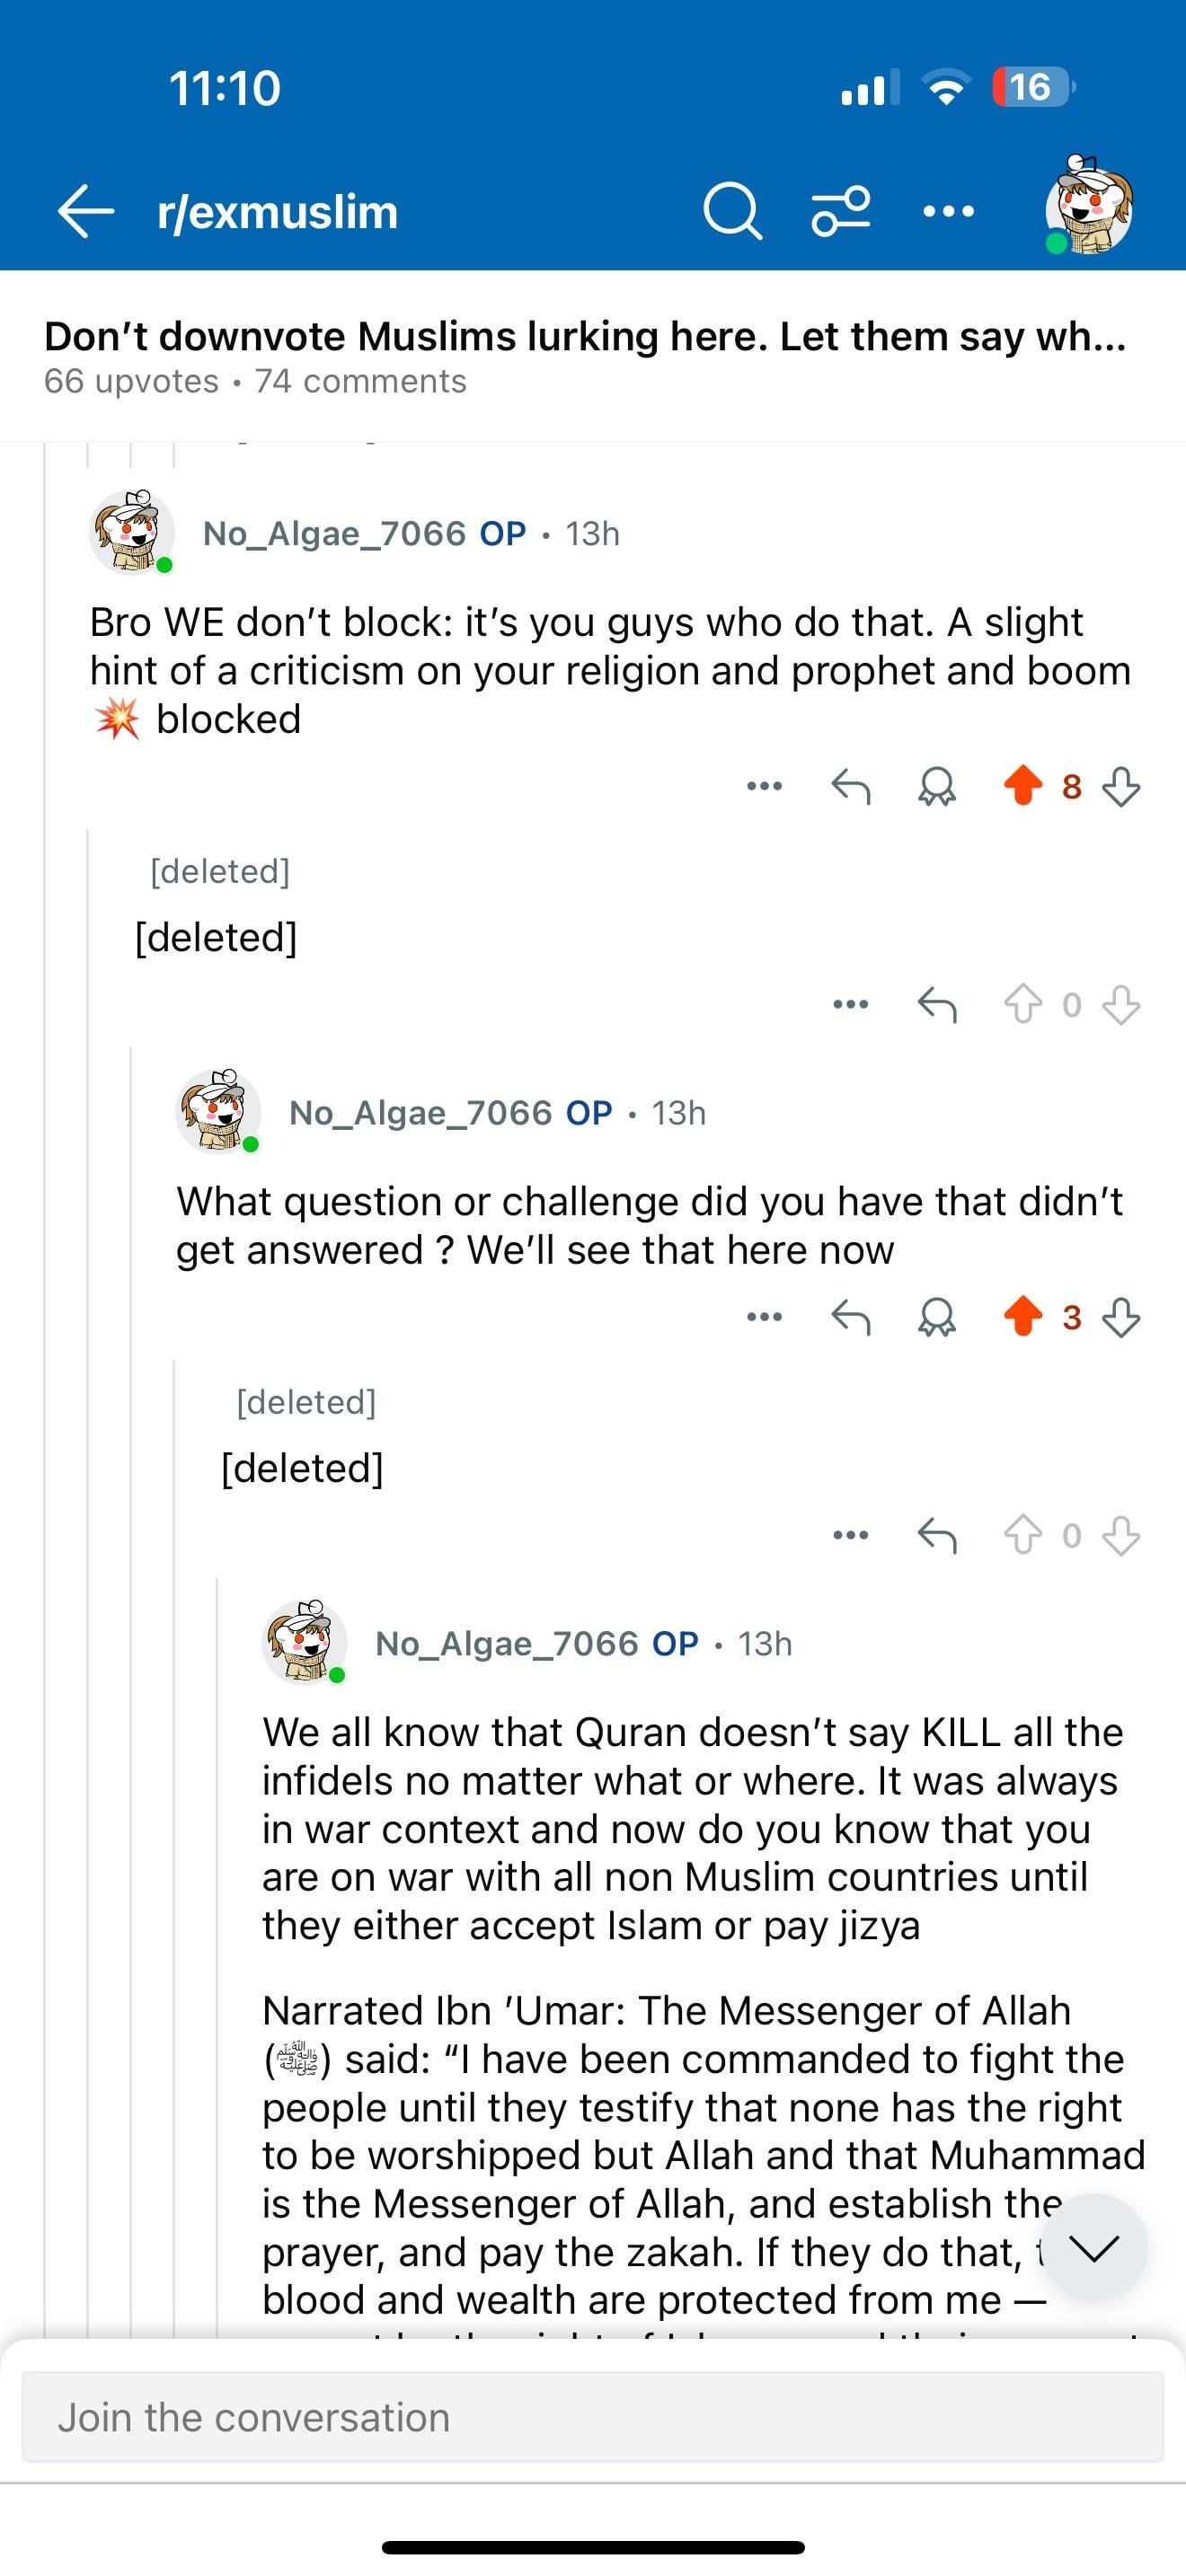 11:10
16
r/exmuslim
Don’t downvote Muslims lurking here. Let them say wh...
66 upvotes • 74 comments
No_Algae_7066 OP • 13h
Bro WE don’t block: it’s you guys who do that. A slight
hint of a criticism on your religion and prophet and boom
💥 blocked
8
[deleted]
[deleted]
0
No_Algae_7066 OP • 13h
What question or challenge did you have that didn’t
get answered ? We’ll see that here now
3
[deleted]
[deleted]
0
No_Algae_7066 OP • 13h
We all know that Quran doesn’t say KILL all the
infidels no matter what or where. It was always
in war context and now do you know that you
are on war with all non Muslim countries until
they either accept Islam or pay jizya
Narrated Ibn ’Umar: The Messenger of Allah
(ﷺ) said: “I have been commanded to fight the
people until they testify that none has the right
to be worshipped but Allah and that Muhammad
is the Messenger of Allah, and establish the
prayer, and pay the zakah. If they do that,
blood and wealth are protected from me —
Join the conversation